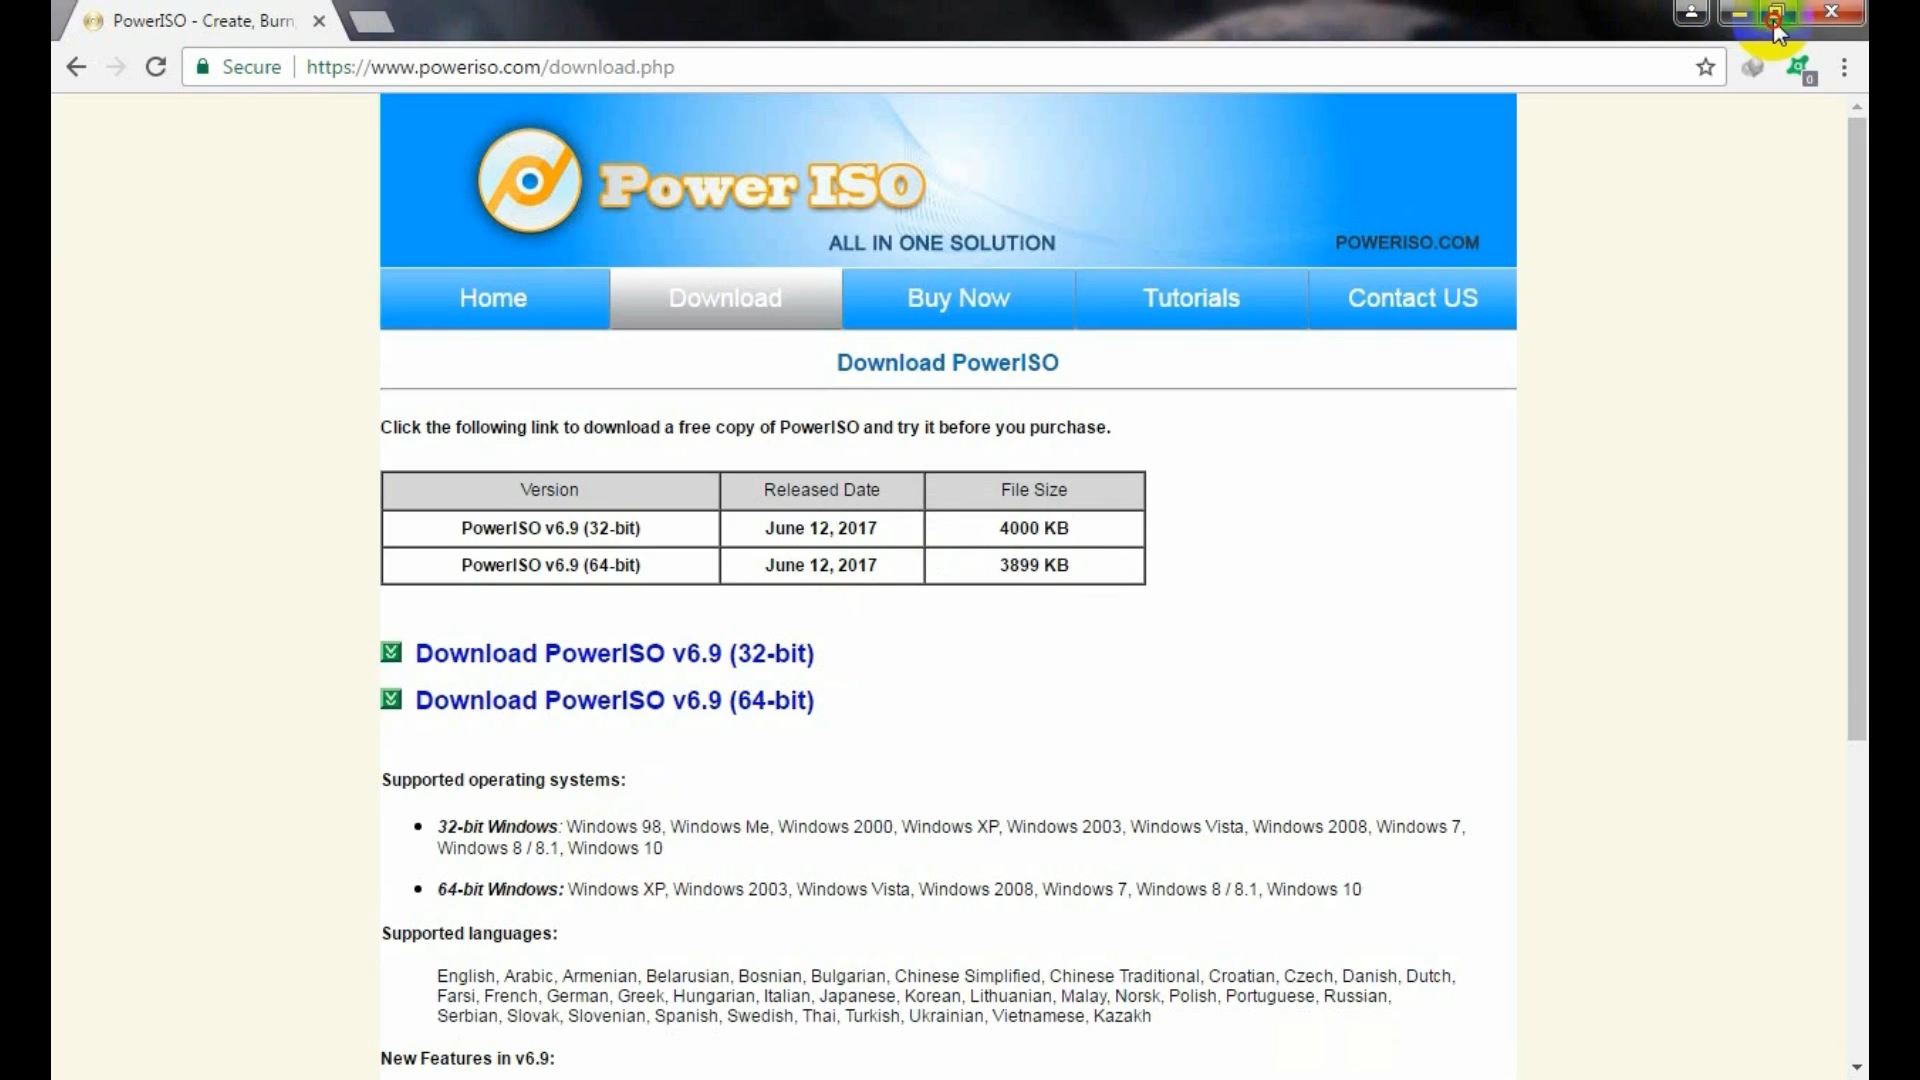 PowerISO - Create, Burn,
Secure | https://www.poweriso.com/download.php
0
Power ISO
ALL IN ONE SOLUTION
POWERISO.COM
Home Download Buy Now Tutorials Contact US
Download PowerISO
Click the following link to download a free copy of PowerISO and try it before you purchase.
Version Released Date File Size
PowerISO v6.9 (32-bit) June 12, 2017 4000 KB
PowerISO v6.9 (64-bit) June 12, 2017 3899 KB
Download PowerISO v6.9 (32-bit)
Download PowerISO v6.9 (64-bit)
Supported operating systems:
32-bit Windows: Windows 98, Windows Me, Windows 2000, Windows XP, Windows 2003, Windows Vista, Windows 2008, Windows 7,
Windows 8 / 8.1, Windows 10
64-bit Windows: Windows XP, Windows 2003, Windows Vista, Windows 2008, Windows 7, Windows 8 / 8.1, Windows 10
Supported languages:
English, Arabic, Armenian, Belarusian, Bosnian, Bulgarian, Chinese Simplified, Chinese Traditional, Croatian, Czech, Danish, Dutch,
Farsi, French, German, Greek, Hungarian, Italian, Japanese, Korean, Lithuanian, Malay, Norsk, Polish, Portuguese, Russian,
Serbian, Slovak, Slovenian, Spanish, Swedish, Thai, Turkish, Ukrainian, Vietnamese, Kazakh
New Features in v6.9: